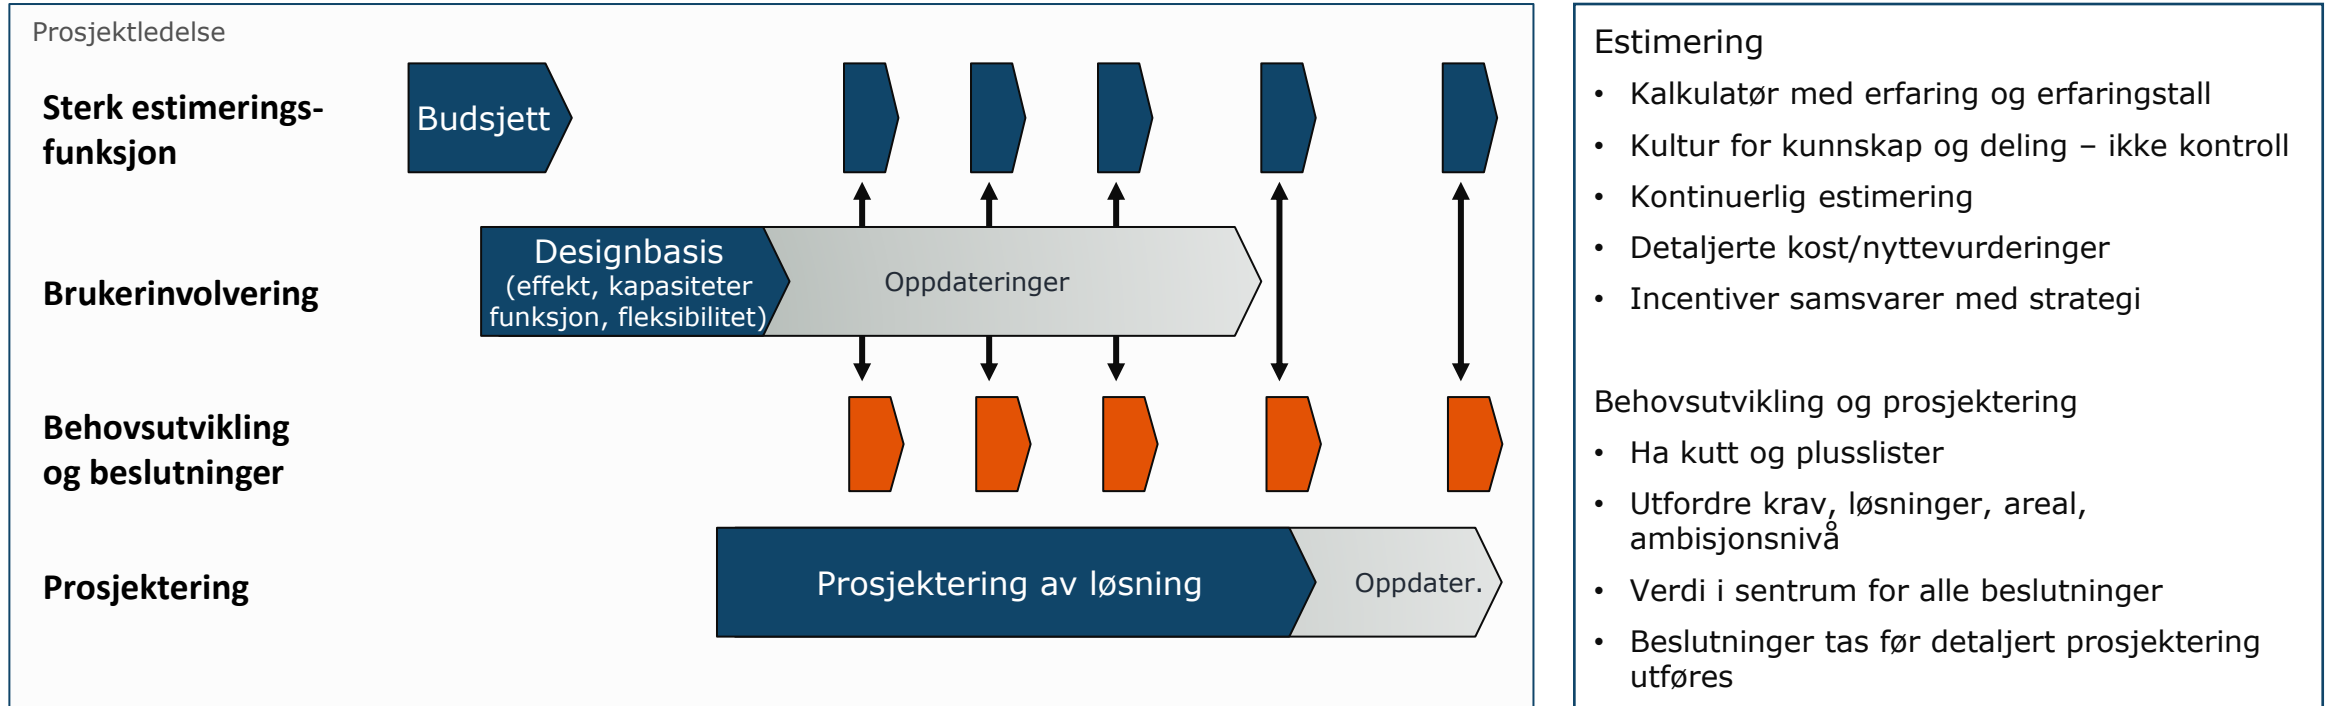 Prosjektledelse
Sterk estimerings-
funksjon
Budsjett
Brukerinvolvering
Designbasis
(effekt, kapasiteter
funksjon, fleksibilitet)
Oppdateringer
Behovsutvikling
og beslutninger
Prosjektering
Prosjektering av løsning
Oppdater.
Estimering
• Kalkulatør med erfaring og erfaringstall
• Kultur for kunnskap og deling – ikke kontroll
• Kontinuerlig estimering
• Detaljerte kost/nyttevurderinger
• Incentiver samsvarer med strategi
Behovsutvikling og prosjektering
• Ha kutt og plusslister
• Utfordre krav, løsninger, areal,
ambisjonsnivå
• Verdi i sentrum for alle beslutninger
• Beslutninger tas før detaljert prosjektering
utføres